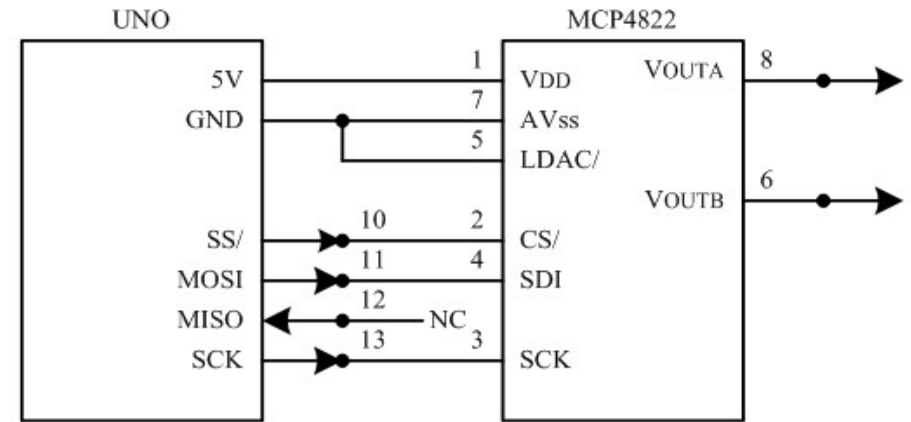 UNO MCP4822
1 8
5V VDD VOUTA
7
GND AVss
5
LDAC/
6
VOUTB
10 2
SS/ CS/
11 4
MOSI SDI
12
MISO NC
13 3
SCK SCK